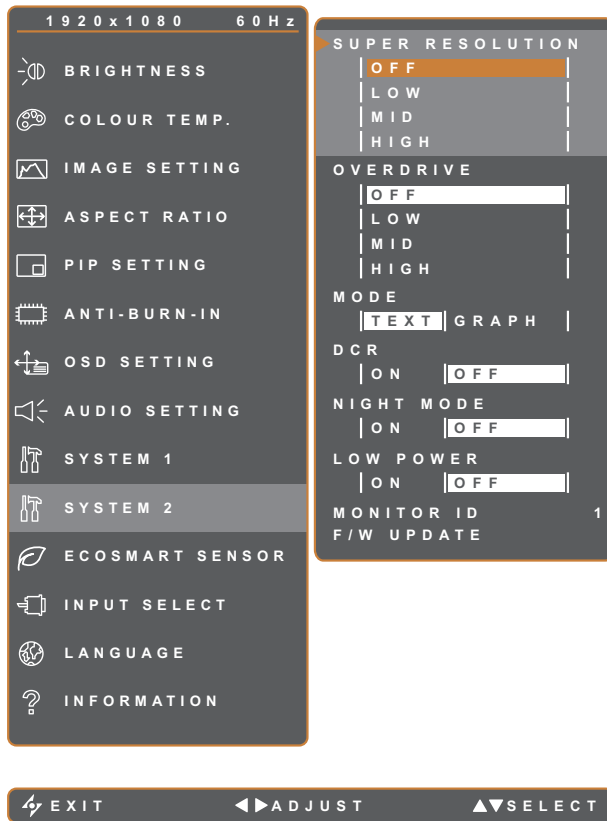 1920x1080 60Hz
BRIGHTNESS
COLOUR TEMP.
IMAGE SETTING
ASPECT RATIO
PIP SETTING
ANTI-BURN-IN
OSD SETTING
AUDIO SETTING
SYSTEM 1
SYSTEM 2
ECOSMART SENSOR
INPUT SELECT
LANGUAGE
INFORMATION
SUPER RESOLUTION
OFF
LOW
MID
HIGH
OVERDRIVE
OFF
LOW
MID
HIGH
MODE
TEXT GRAPH
DCR
ON OFF
NIGHT MODE
ON OFF
LOW POWER
ON OFF
MONITOR ID 1
F/W UPDATE
EXIT ADJUST SELECT